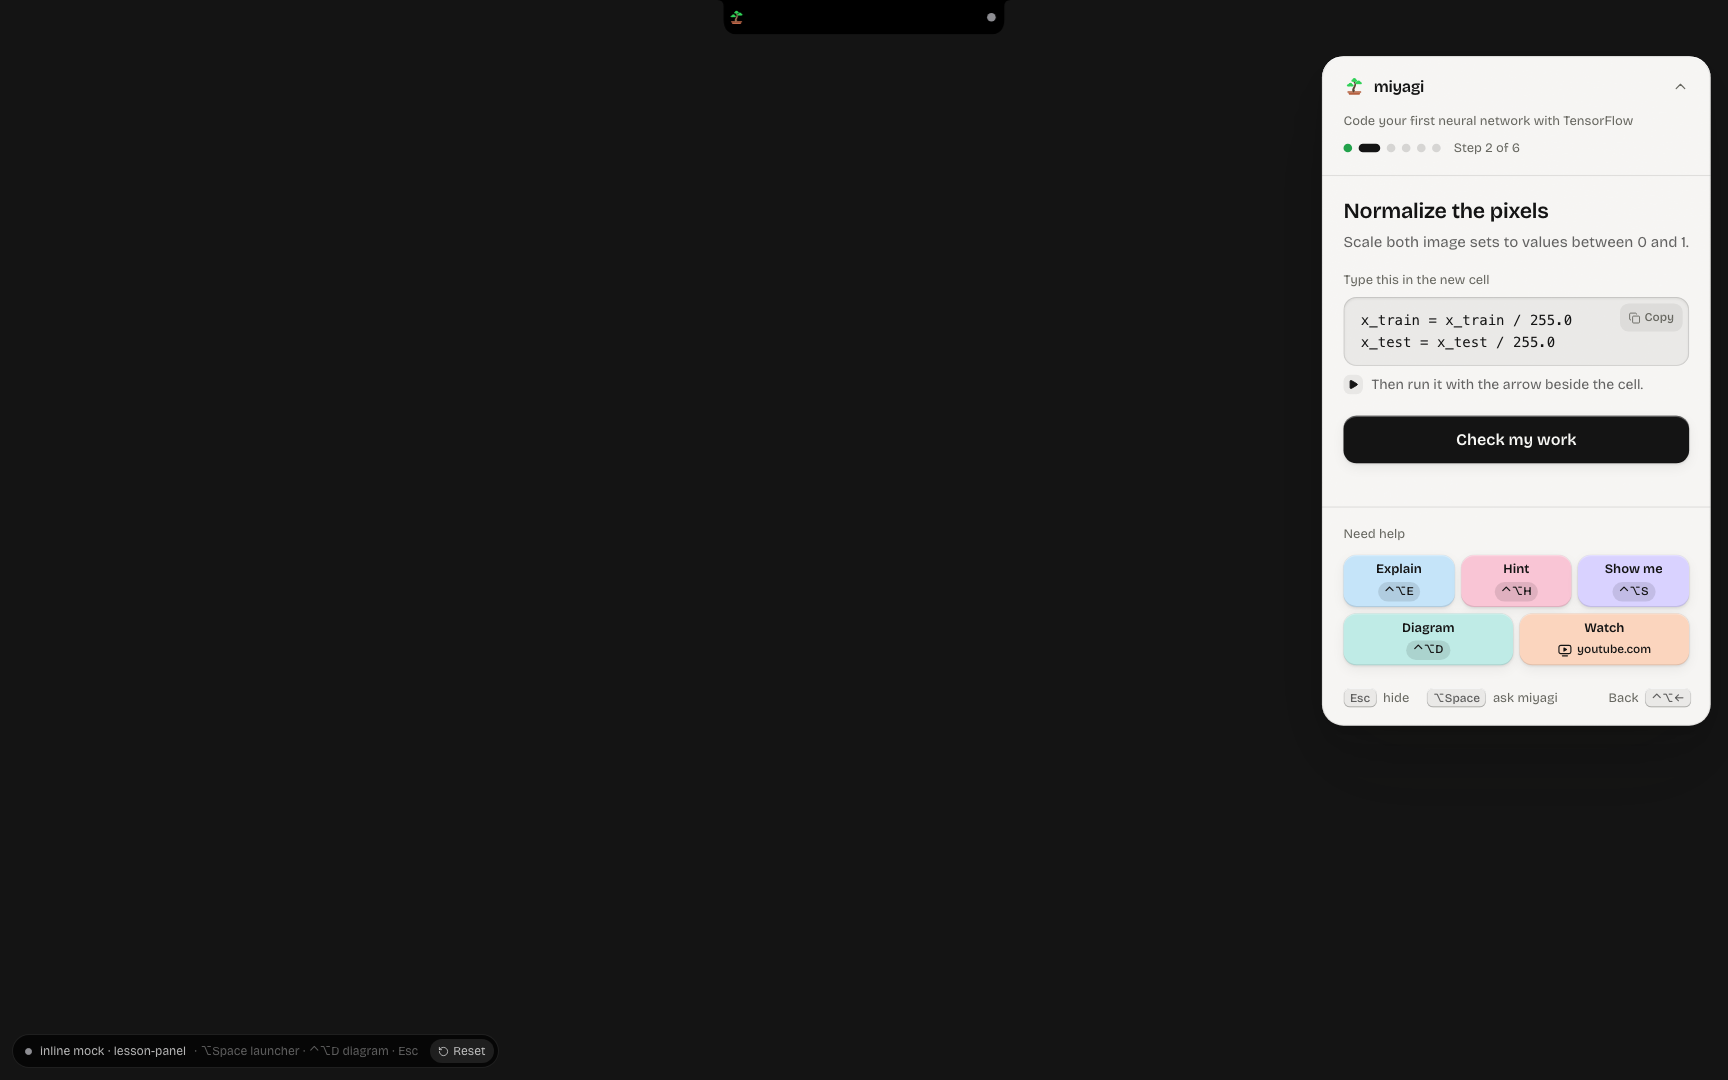 miyagi
Code your first neural network with TensorFlow
Step 2 of 6
Normalize the pixels
Scale both image sets to values between 0 and 1.
Type this in the new cell
x_train = x_train / 255.0
x_test = x_test / 255.0
Copy
Then run it with the arrow beside the cell.
Check my work
Need help
Explain
⌃⌥E
Hint
⌃⌥H
Show me
⌃⌥S
Diagram
⌃⌥D
Watch
youtube.com
Esc hide ⌥Space ask miyagi Back ⌃⌥←
inline mock · lesson-panel · ⌥Space launcher · ⌃⌥D diagram · Esc Reset